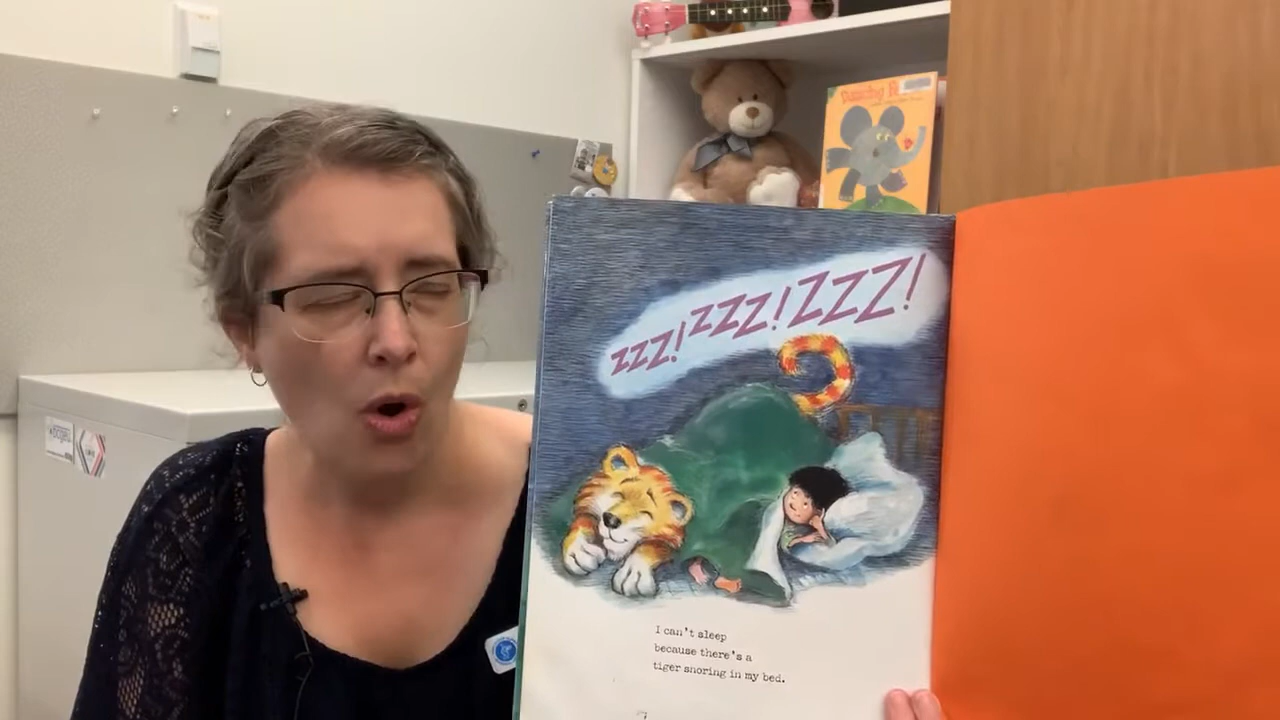 zzz! zzz! ZZZ!
I can't sleep
because there's a
tiger snoring in my bed.